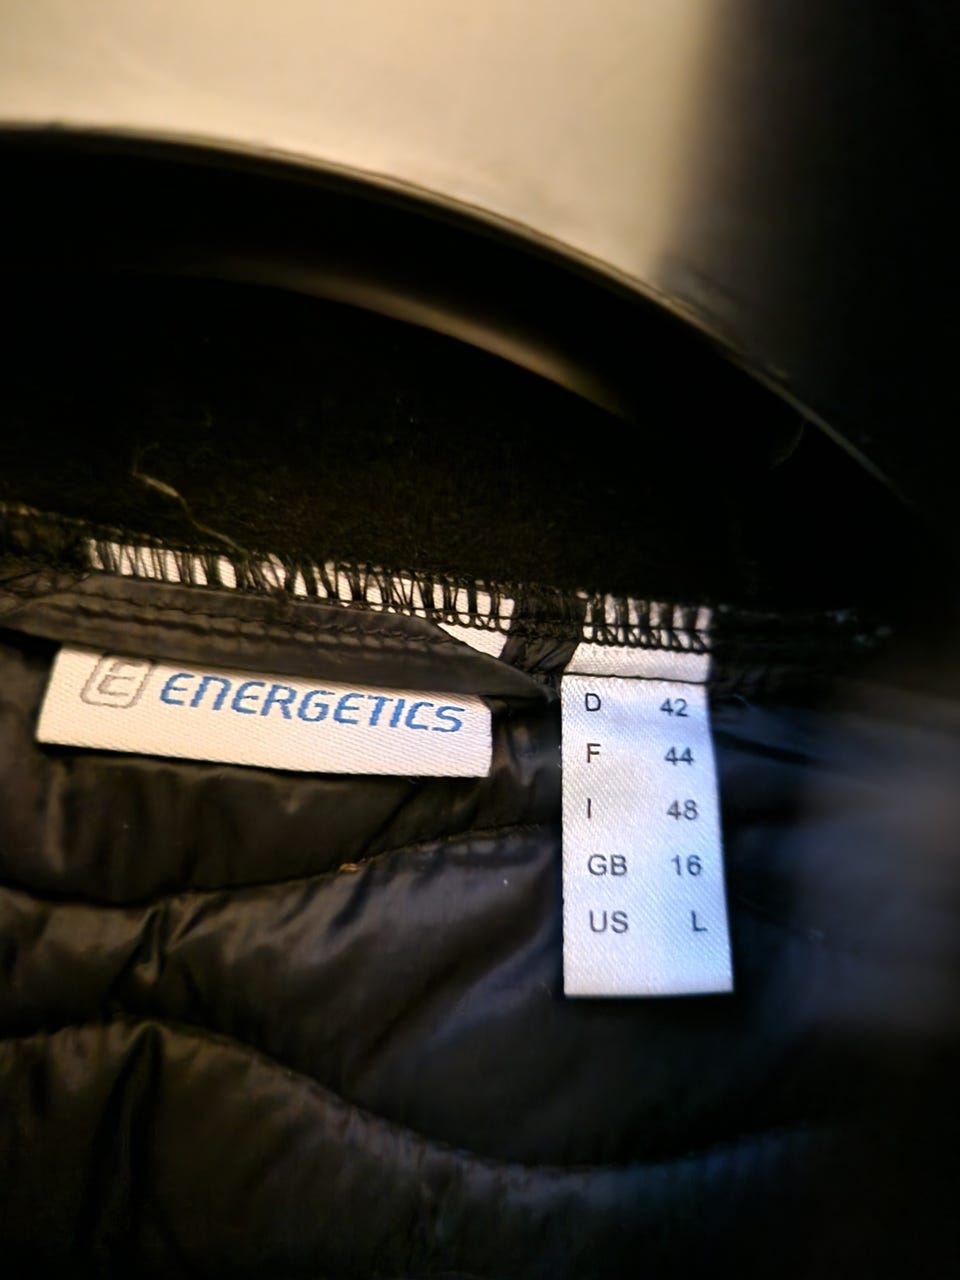 E ENERGETICS
D 42
F 44
I 48
GB 16
US L